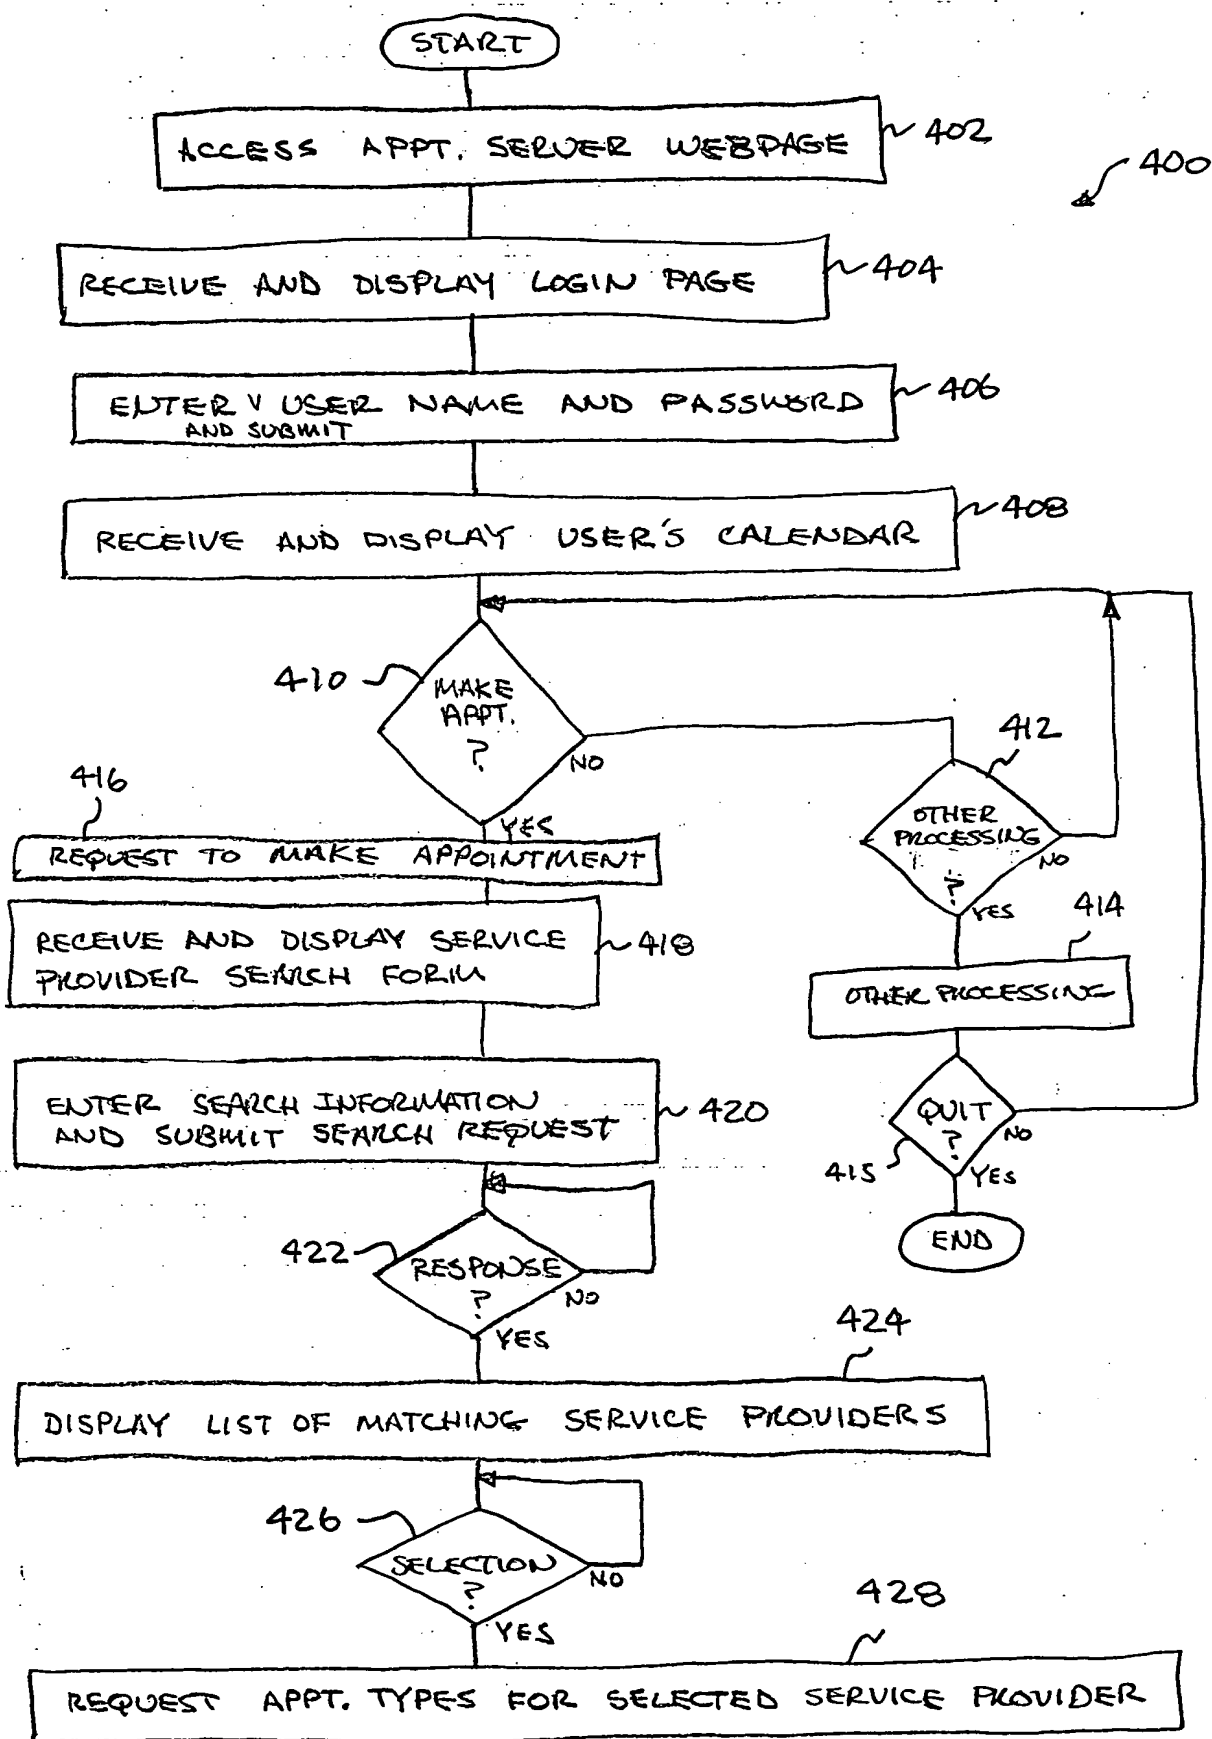 START
ACCESS APPT. SERVER WEBPAGE
402
400
RECEIVE AND DISPLAY LOGIN PAGE
404
ENTER V USER NAME AND PASSWORD
AND SUBMIT
406
RECEIVE AND DISPLAY USER'S CALENDAR
408
410
MAKE
APPT.
?
NO
YES
412
OTHER
PROCESSING
?
NO
YES
416
REQUEST TO MAKE APPOINTMENT
414
OTHER PROCESSING
RECEIVE AND DISPLAY SERVICE
PROVIDER SEARCH FORM
418
ENTER SEARCH INFORMATION
AND SUBMIT SEARCH REQUEST
420
QUIT
?
NO
415
YES
END
422
RESPONSE
?
NO
YES
424
DISPLAY LIST OF MATCHING SERVICE PROVIDERS
426
SELECTION
?
NO
YES
428
REQUEST APPT. TYPES FOR SELECTED SERVICE PROVIDER